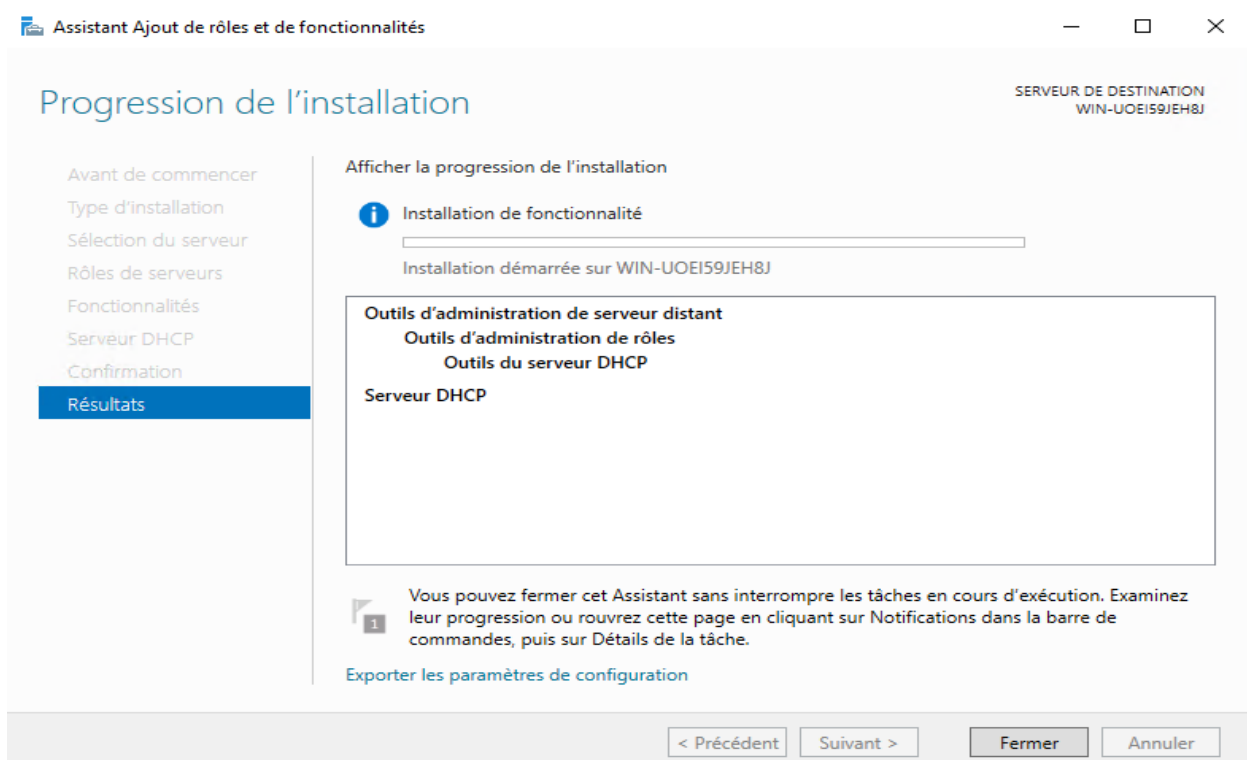 Assistant Ajout de rôles et de fonctionnalités
Progression de l'installation
SERVEUR DE DESTINATION
WIN-UOEI59JEH8J
Avant de commencer
Type d'installation
Sélection du serveur
Rôles de serveurs
Fonctionnalités
Serveur DHCP
Confirmation
Résultats
Afficher la progression de l'installation
Installation de fonctionnalité
Installation démarrée sur WIN-UOEI59JEH8J
Outils d'administration de serveur distant
Outils d'administration de rôles
Outils du serveur DHCP
Serveur DHCP
1
Vous pouvez fermer cet Assistant sans interrompre les tâches en cours d'exécution. Examinez
leur progression ou rouvrez cette page en cliquant sur Notifications dans la barre de
commandes, puis sur Détails de la tâche.
Exporter les paramètres de configuration
< Précédent
Suivant >
Fermer
Annuler